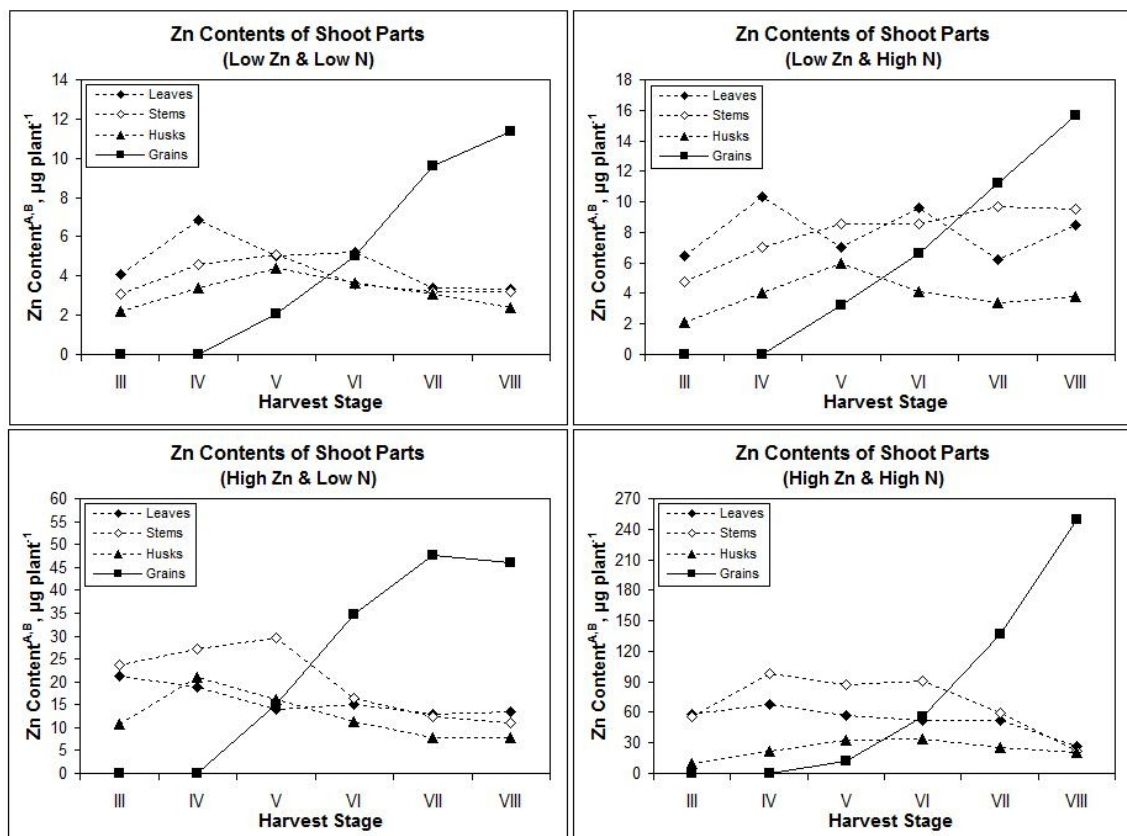 Zn Contents of Shoot Parts
(Low Zn & Low N)
14
12
10
8
6
4
2
0
Zn Content^A,B, µg plant^-1
Leaves
Stems
Husks
Grains
III IV V VI VII VIII
Harvest Stage
Zn Contents of Shoot Parts
(Low Zn & High N)
18
16
14
12
10
8
6
4
2
0
Zn Content^A,B, µg plant^-1
Leaves
Stems
Husks
Grains
III IV V VI VII VIII
Harvest Stage
Zn Contents of Shoot Parts
(High Zn & Low N)
60
55
50
45
40
35
30
25
20
15
10
5
0
Zn Content^A,B, µg plant^-1
Leaves
Stems
Husks
Grains
III IV V VI VII VIII
Harvest Stage
Zn Contents of Shoot Parts
(High Zn & High N)
270
240
210
180
150
120
90
60
30
0
Zn Content^A,B, µg plant^-1
Leaves
Stems
Husks
Grains
III IV V VI VII VIII
Harvest Stage